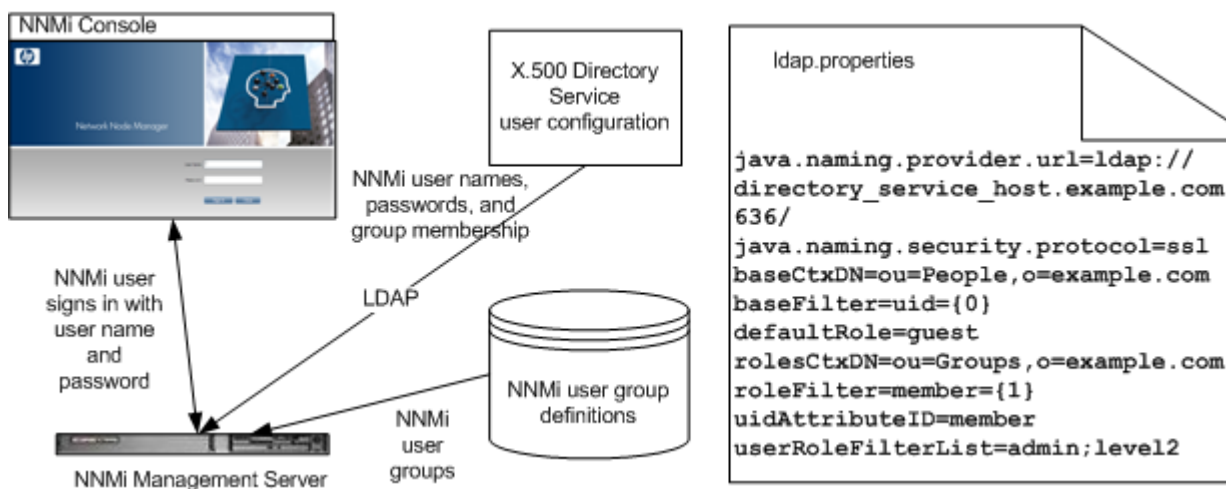 NNMi Console
hp
Network Node Manager
X.500 Directory
Service
user configuration
NNMi user names,
passwords, and
group membership
NNMi user
signs in with
user name
and
password
LDAP
NNMi user group
definitions
NNMi
user
groups
NNMi Management Server
ldap.properties
java.naming.provider.url=ldap://
directory_service_host.example.com
636/
java.naming.security.protocol=ssl
baseCtxDN=ou=People,o=example.com
baseFilter=uid={0}
defaultRole=guest
rolesCtxDN=ou=Groups,o=example.com
roleFilter=member={1}
uidAttributeID=member
userRoleFilterList=admin;level2